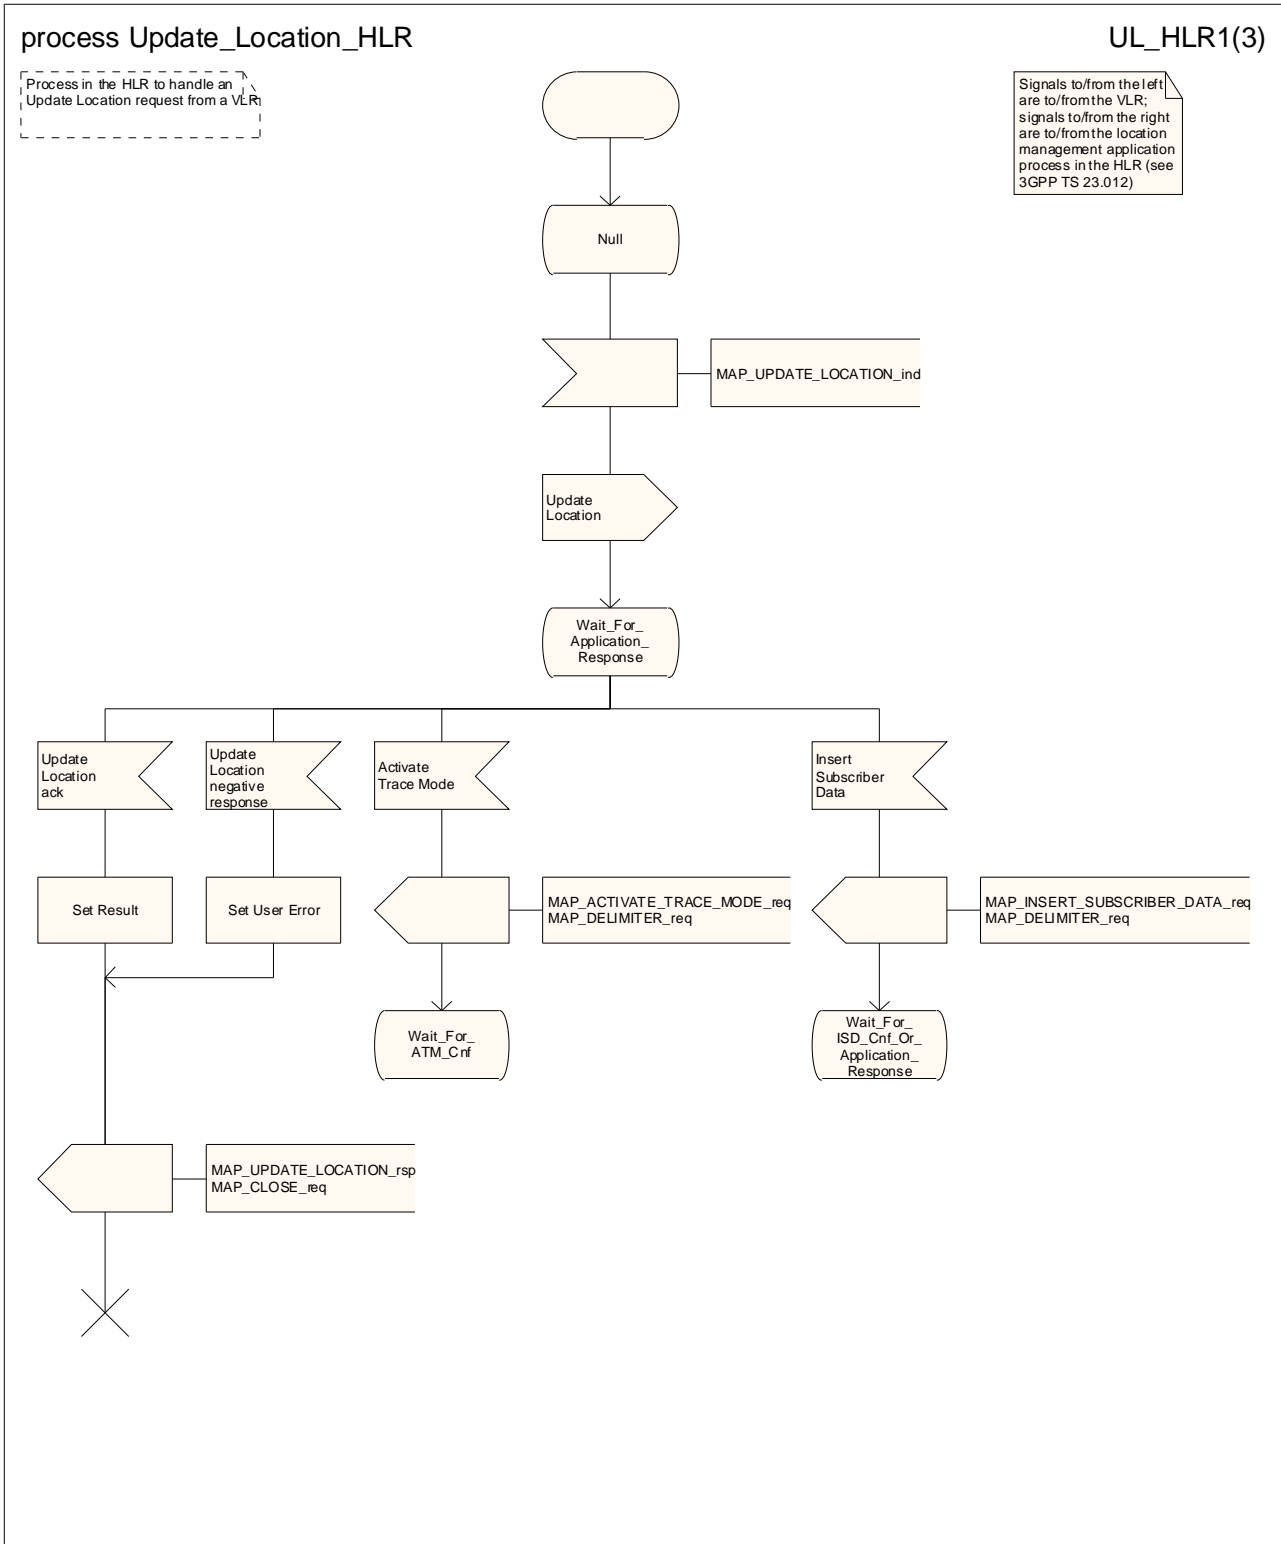 process Update_Location_HLR
UL_HLR1(3)
Process in the HLR to handle an
Update Location request from a VLR
Signals to/from the left
are to/from the VLR;
signals to/from the right
are to/from the location
management application
process in the HLR (see
3GPP TS 23.012)
Null
MAP_UPDATE_LOCATION_ind
Update
Location
Wait_For_
Application_
Response
Update
Location
ack
Update
Location
negative
response
Activate
Trace Mode
Insert
Subscriber
Data
Set Result
Set User Error
MAP_ACTIVATE_TRACE_MODE_req
MAP_DELIMITER_req
MAP_INSERT_SUBSCRIBER_DATA_req
MAP_DELIMITER_req
Wait_For_
ATM_Cnf
Wait_For_
ISD_Cnf_Or_
Application_
Response
MAP_UPDATE_LOCATION_rsp
MAP_CLOSE_req